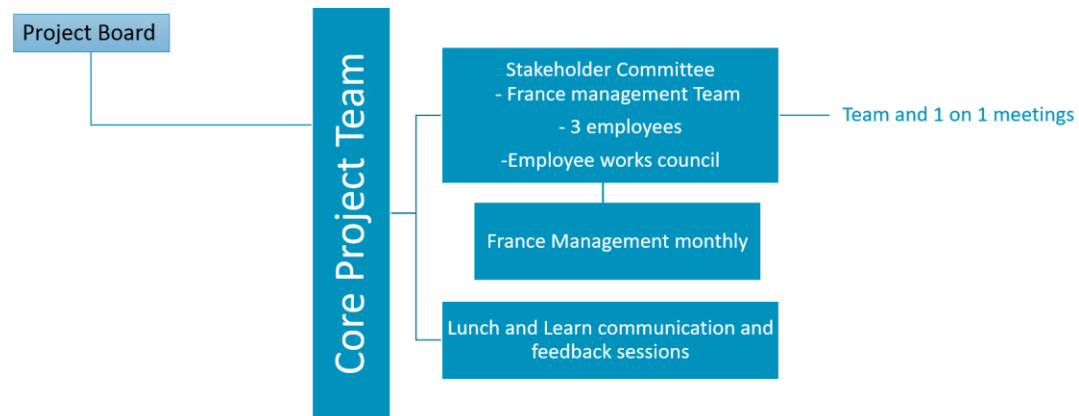 Project Board
Core Project Team
Stakeholder Committee
- France management Team
- 3 employees
-Employee works council
Team and 1 on 1 meetings
France Management monthly
Lunch and Learn communication and
feedback sessions